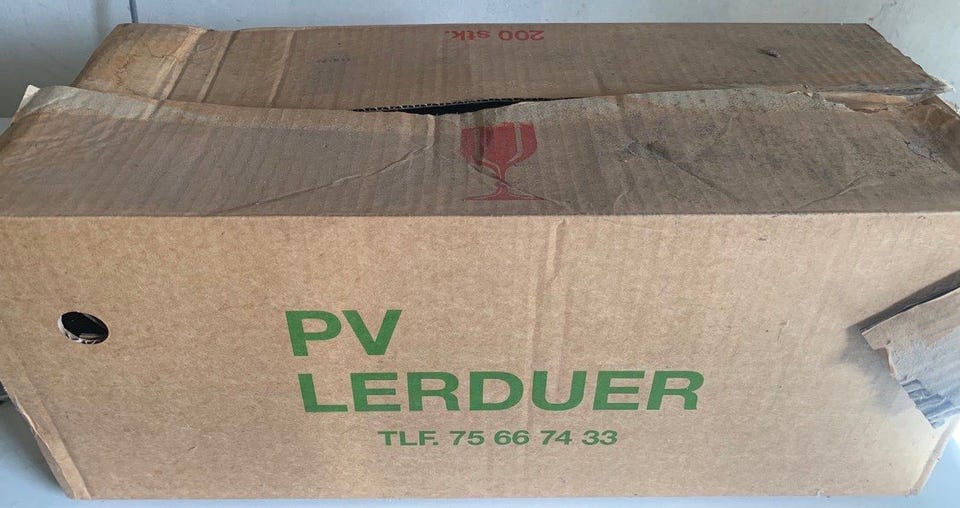 200 stk.
PV
LERDUER
TLF. 75 66 74 33